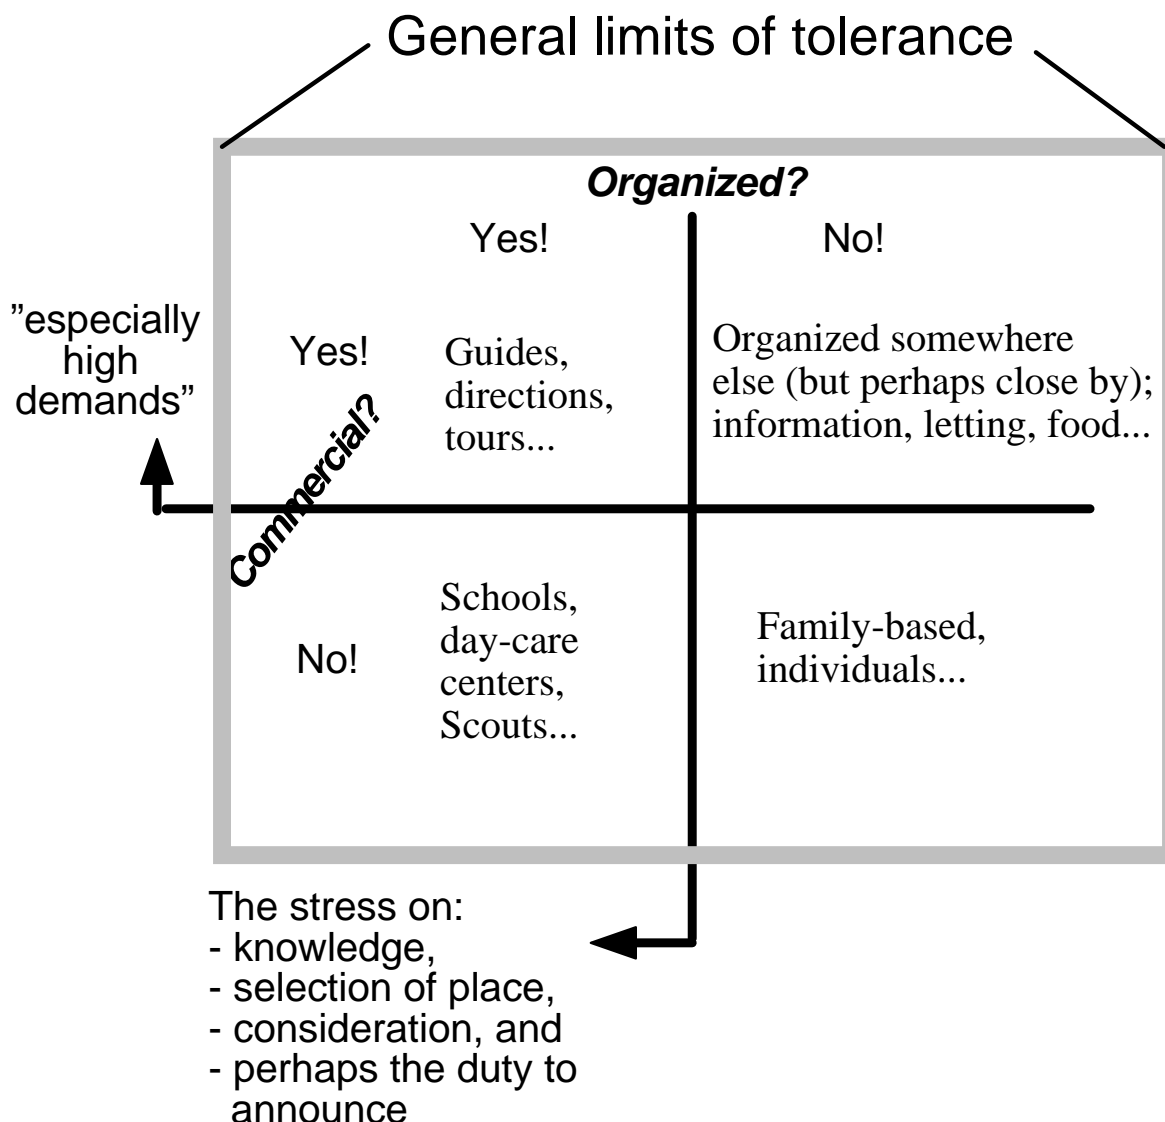 General limits of tolerance
Organized?
Yes!
No!
”especially
high
demands”
Yes!
Commercial?
Guides,
directions,
tours...
Organized somewhere
else (but perhaps close by);
information, letting, food...
No!
Schools,
day-care
centers,
Scouts...
Family-based,
individuals...
The stress on:
- knowledge,
- selection of place,
- consideration, and
- perhaps the duty to
announce